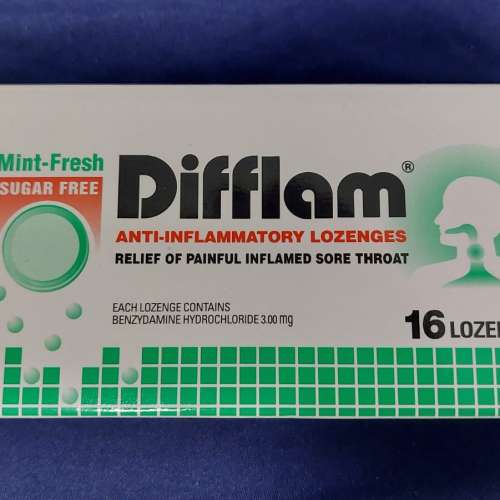 Mint-Fresh
SUGAR FREE
Difflam®
ANTI-INFLAMMATORY LOZENGES
RELIEF OF PAINFUL INFLAMED SORE THROAT
EACH LOZENGE CONTAINS
BENZYDAMINE HYDROCHLORIDE 3.00 mg
16 LOZEN